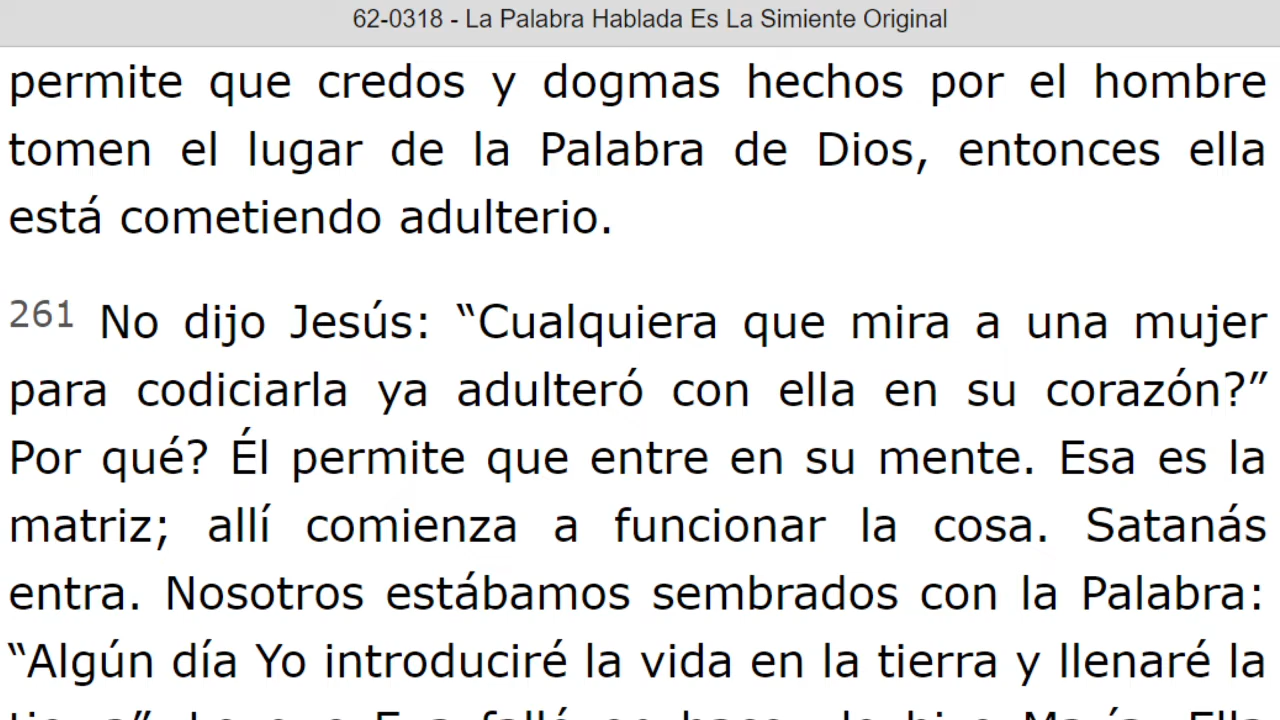 62-0318 - La Palabra Hablada Es La Simiente Original
permite que credos y dogmas hechos por el hombre
tomen el lugar de la Palabra de Dios, entonces ella
está cometiendo adulterio.
261 No dijo Jesús: “Cualquiera que mira a una mujer
para codiciarla ya adulteró con ella en su corazón?”
Por qué? Él permite que entre en su mente. Esa es la
matriz; allí comienza a funcionar la cosa. Satanás
entra. Nosotros estábamos sembrados con la Palabra:
“Algún día Yo introduciré la vida en la tierra y llenaré la